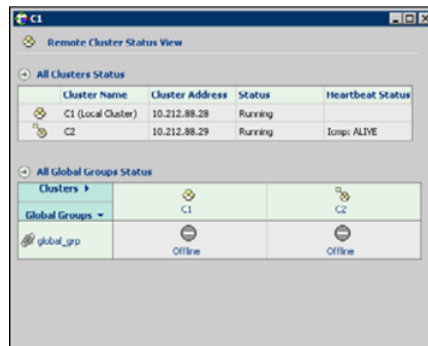 C1
Remote Cluster Status View
All Clusters Status
Cluster Name Cluster Address Status Heartbeat Status
C1 (Local Cluster) 10.212.88.28 Running
C2 10.212.88.29 Running Icmp: ALIVE
All Global Groups Status
Clusters
C1 C2
Global Groups
global_grp
Offline Offline